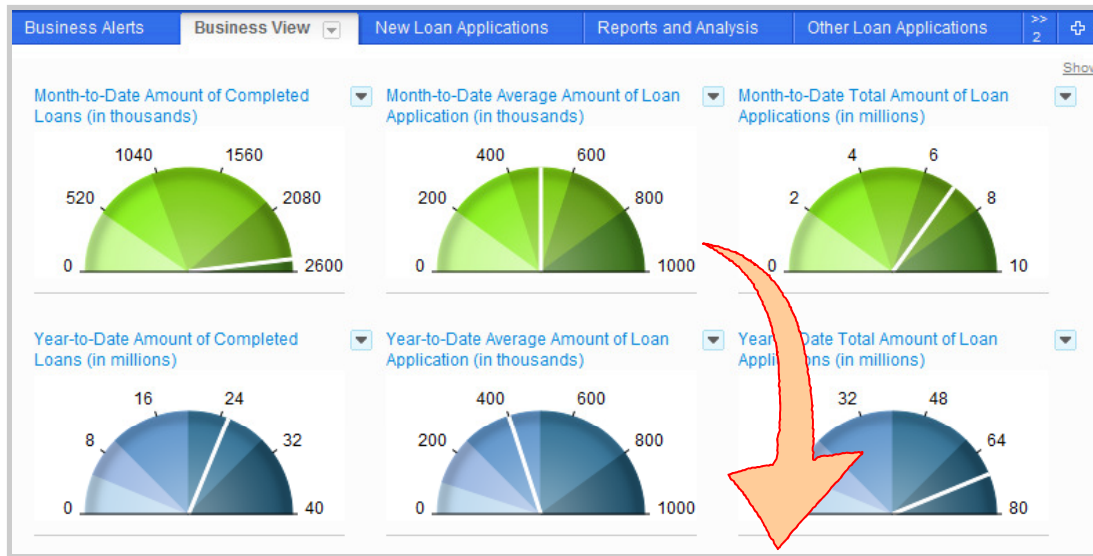 Business Alerts Business View New Loan Applications Reports and Analysis Other Loan Applications >> 2
Show
Month-to-Date Amount of Completed
Loans (in thousands)
1040 1560
520 2080
0 2600
Month-to-Date Average Amount of Loan
Application (in thousands)
400 600
200 800
0 1000
Month-to-Date Total Amount of Loan
Applications (in millions)
4 6
2 8
0 10
Year-to-Date Amount of Completed
Loans (in millions)
16 24
8 32
0 40
Year-to-Date Average Amount of Loan
Application (in thousands)
400 600
200 800
0 1000
Date Total Amount of Loan
(in millions)
32 48
64
80